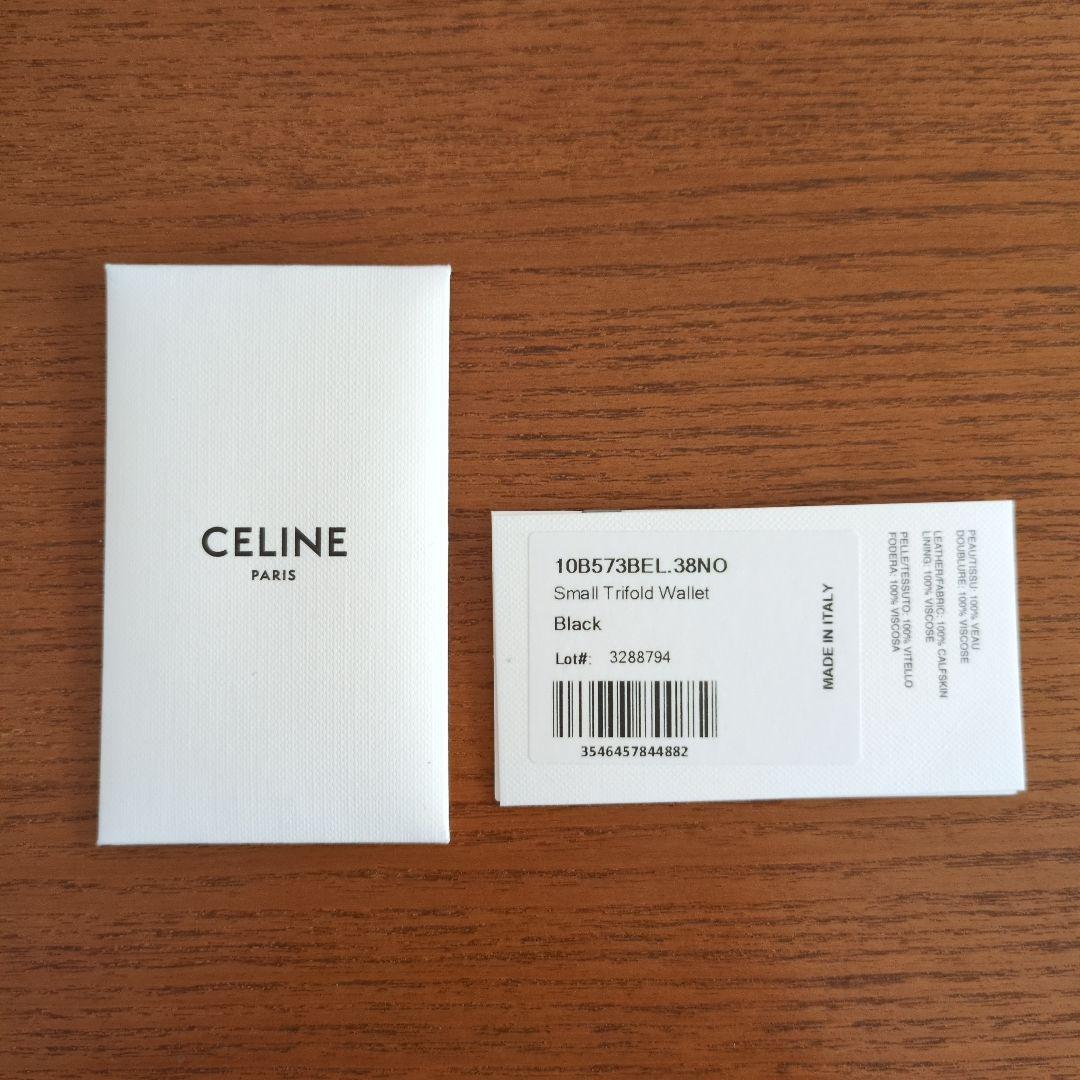 CELINE
PARIS
10B573BEL.38NO
Small Trifold Wallet
Black
Lot#: 3288794
3546457844882
MADE IN ITALY
PEAU/TISSU: 100% VEAU
DOUBLURE: 100% VISCOSE
LEATHER/FABRIC: 100% CALFSKIN
LINING: 100% VISCOSE
PELLE/TESSUTO: 100% VITELLO
FODERA: 100% VISCOSA